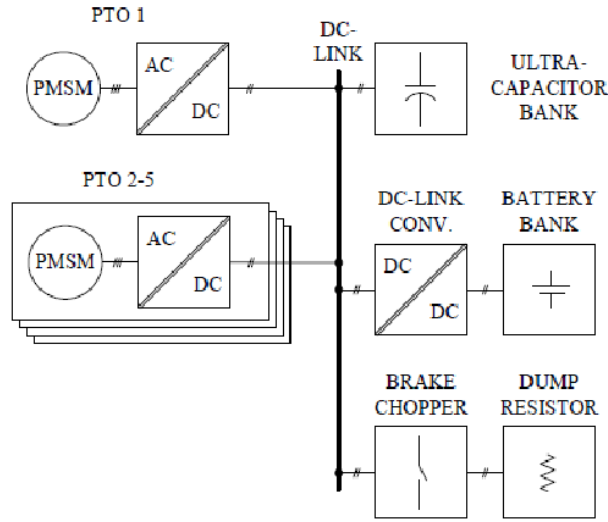 PTO 1
DC-
LINK
PMSM
AC
DC
ULTRA-
CAPACITOR
BANK
PTO 2-5
PMSM
AC
DC
DC-LINK
CONV.
BATTERY
BANK
DC
DC
BRAKE
CHOPPER
DUMP
RESISTOR